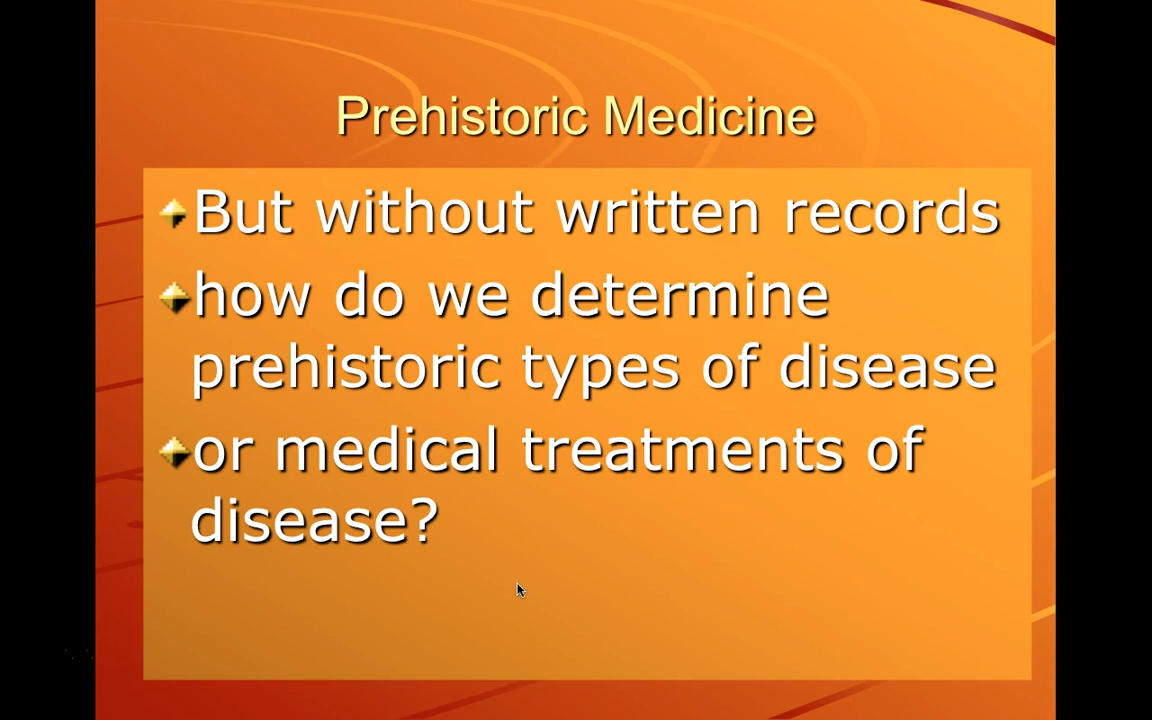 Prehistoric Medicine
But without written records
how do we determine
prehistoric types of disease
or medical treatments of
disease?